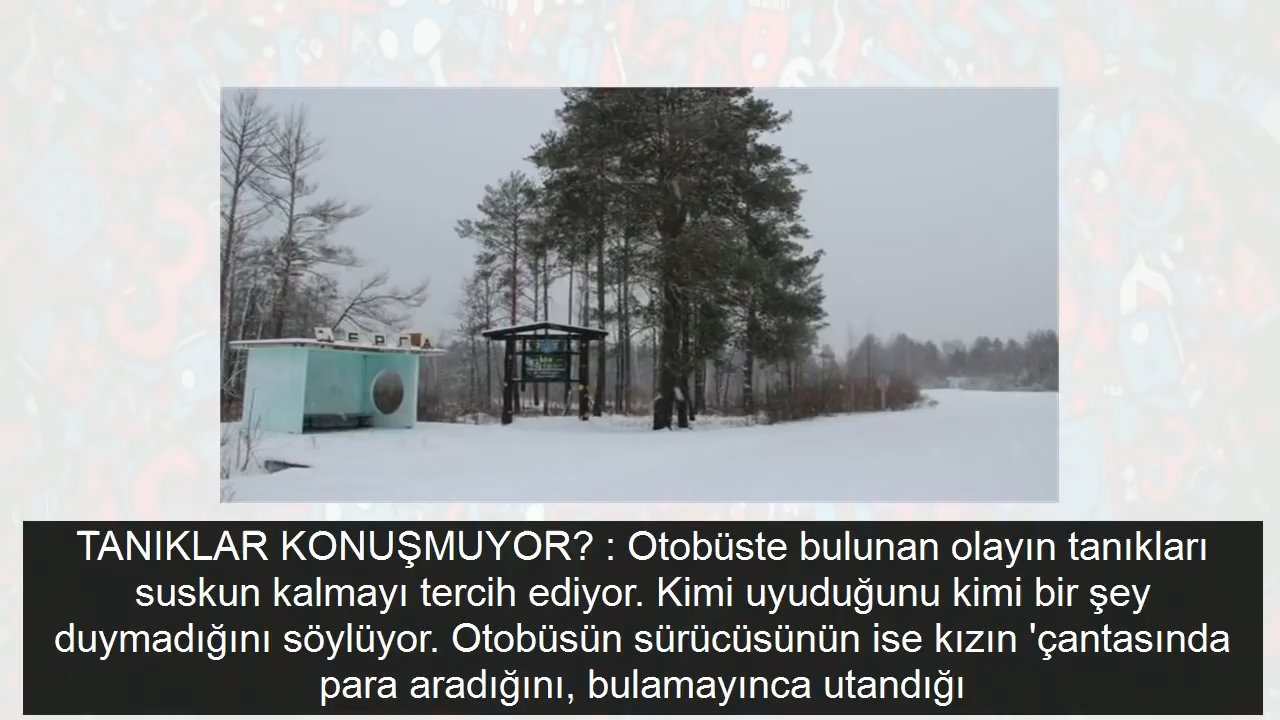 TANIKLAR KONUŞMUYOR? : Otobüste bulunan olayın tanıkları
suskun kalmayı tercih ediyor. Kimi uyuduğunu kimi bir şey
duymadığını söylüyor. Otobüsün sürücüsünün ise kızın 'çantasında
para aradığını, bulamayınca utandığı